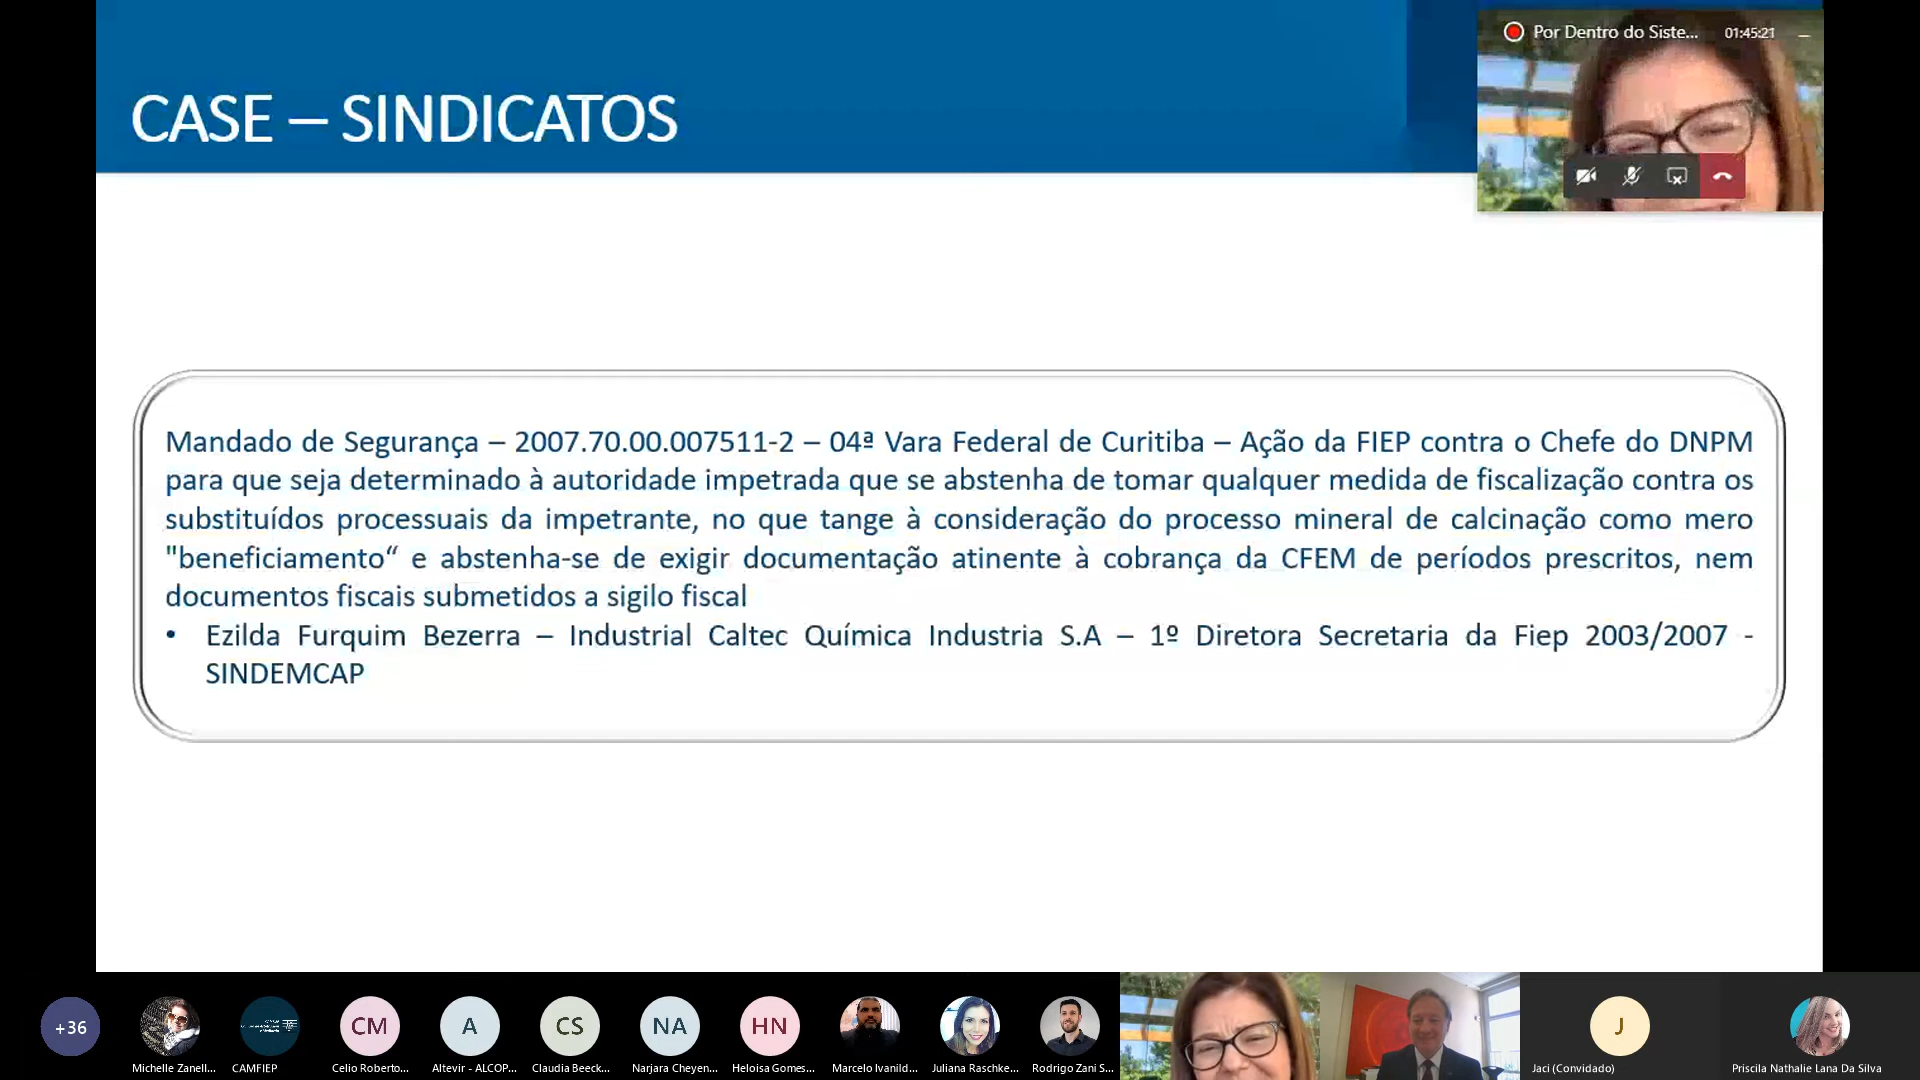 Por Dentro do Siste...
01:45:21
CASE – SINDICATOS
Mandado de Segurança – 2007.70.00.007511-2 – 04ª Vara Federal de Curitiba – Ação da FIEP contra o Chefe do DNPM
para que seja determinado à autoridade impetrada que se abstenha de tomar qualquer medida de fiscalização contra os
substituídos processuais da impetrante, no que tange à consideração do processo mineral de calcinação como mero
"beneficiamento“ e abstenha-se de exigir documentação atinente à cobrança da CFEM de períodos prescritos, nem
documentos fiscais submetidos a sigilo fiscal
• Ezilda Furquim Bezerra – Industrial Caltec Química Industria S.A – 1º Diretora Secretaria da Fiep 2003/2007 -
SINDEMCAP
+36
CM
A
CS
NA
HN
J
Michelle Zanell...
CAMFIEP
Celio Roberto...
Altevir - ALCOP...
Claudia Beeck...
Narjara Cheyen...
Heloisa Gomes...
Marcelo Ivanild...
Juliana Raschke...
Rodrigo Zani S...
Jaci (Convidado)
Priscila Nathalie Lana Da Silva